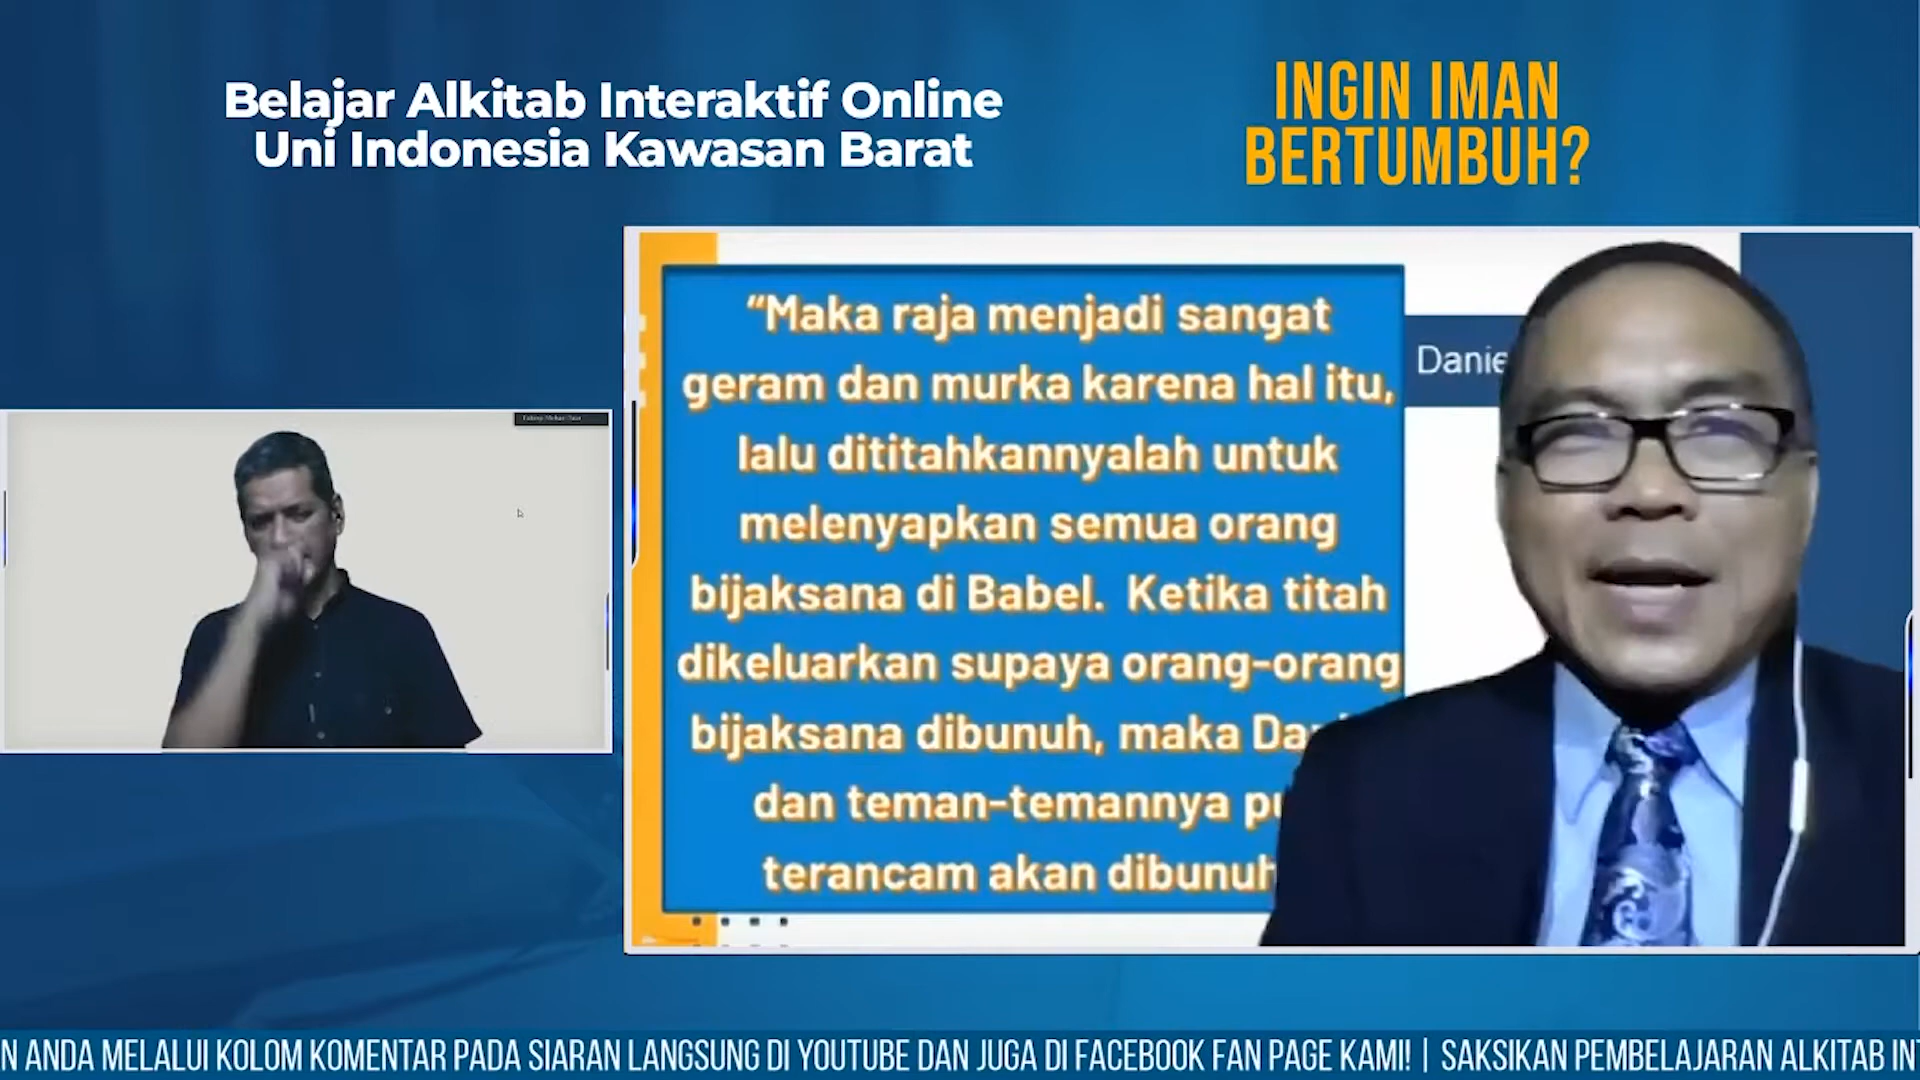 Belajar Alkitab Interaktif Online
Uni Indonesia Kawasan Barat
INGIN IMAN
BERTUMBUH?
“Maka raja menjadi sangat
geram dan murka karena hal itu,
lalu dititahkannyalah untuk
melenyapkan semua orang
bijaksana di Babel. Ketika titah
dikeluarkan supaya orang-orang
bijaksana dibunuh, maka Da
dan teman-temannya pu
terancam akan dibunuh
Danie
N ANDA MELALUI KOLOM KOMENTAR PADA SIARAN LANGSUNG DI YOUTUBE DAN JUGA DI FACEBOOK FAN PAGE KAMI! | SAKSIKAN PEMBELAJARAN ALKITAB INT